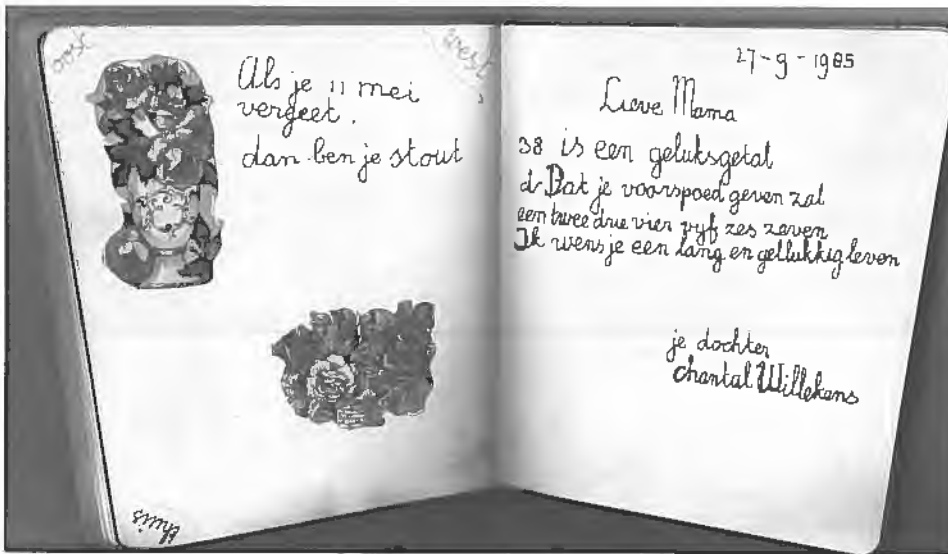 oost
west
Als je 11 mei
vergeet.
dan ben je stout
thuis
27-9-1985
Lieve Mama
38 is een geluksgetal
d Dat je voorspoed geven zal
een twee drie vier vijf zes zeven
Ik wens je een lang en gellukkig leven
je dochter
chantal Willekens